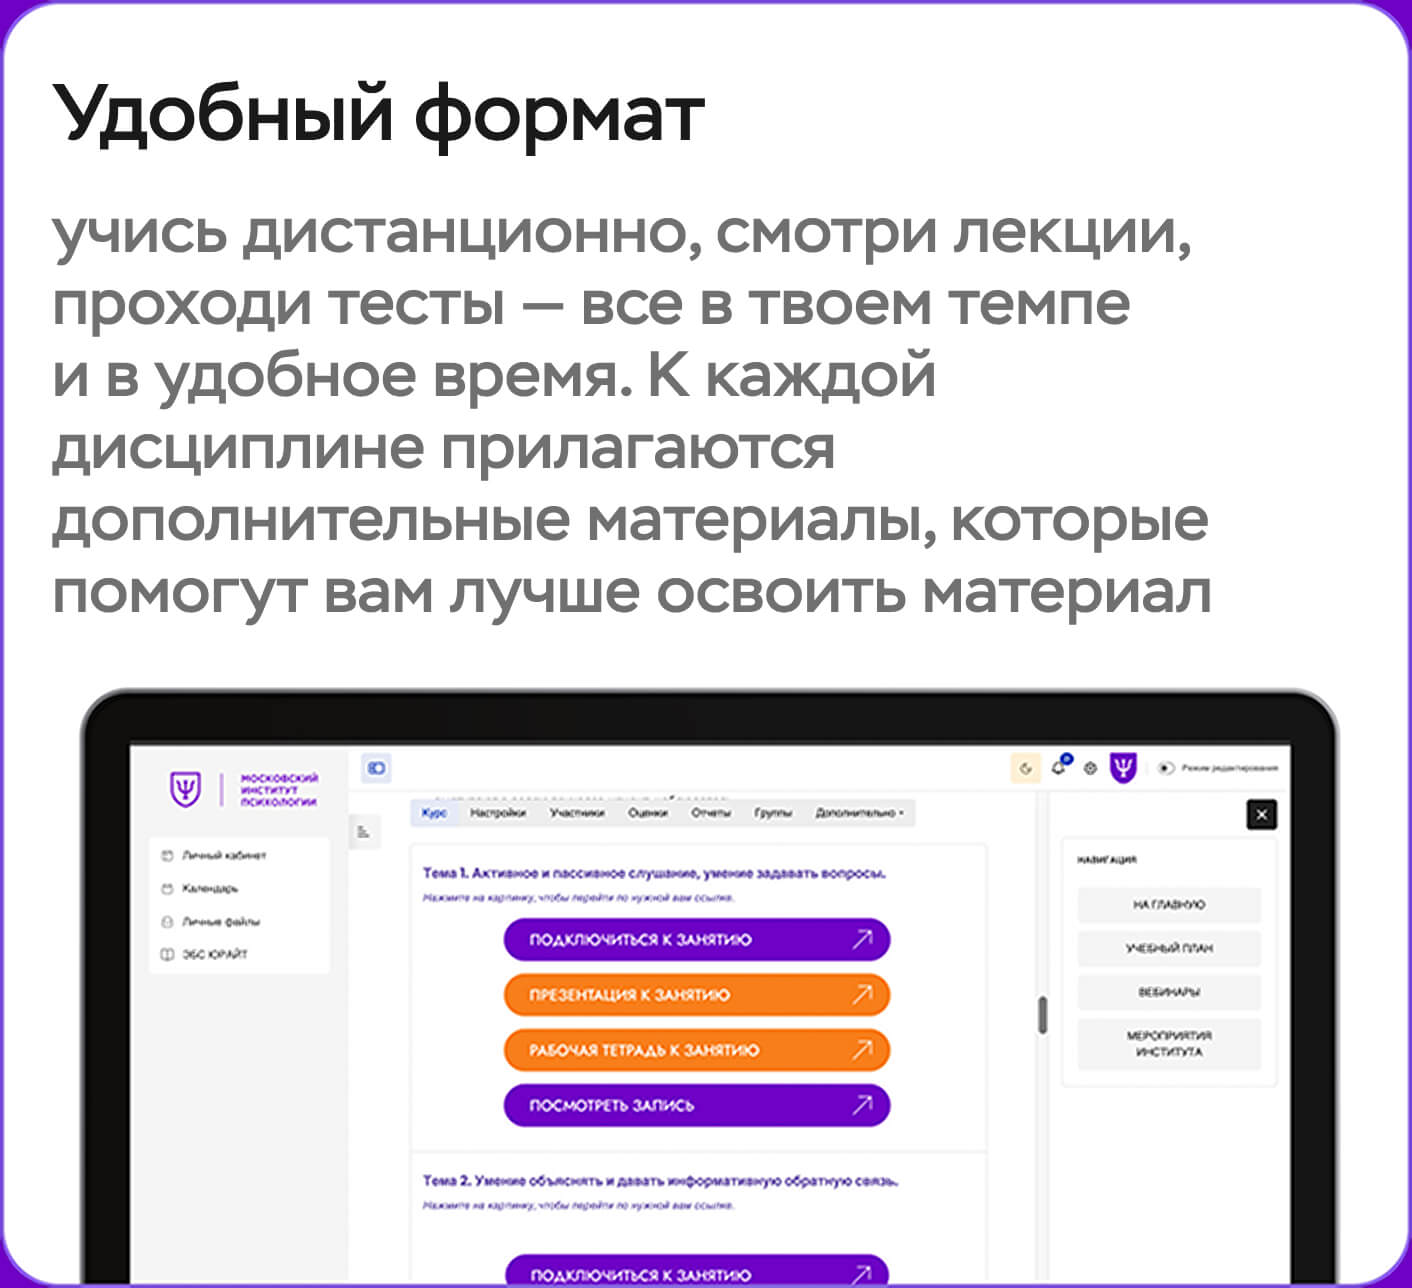 Удобный формат
учись дистанционно, смотри лекции,
проходи тесты — все в твоем темпе
и в удобное время. К каждой
дисциплине прилагаются
дополнительные материалы, которые
помогут вам лучше освоить материал
МОСКОВСКИЙ
ИНСТИТУТ
ПСИХОЛОГИИ
Режим редактирования
Личный кабинет
Календарь
Личные файлы
ЭБС ЮРАЙТ
Курс Настройки Участники Оценки Отчеты Группы Дополнительно
Тема 1. Активное и пассивное слушание, умение задавать вопросы.
Нажмите на картинку, чтобы перейти по нужной вам ссылке.
ПОДКЛЮЧИТЬСЯ К ЗАНЯТИЮ
ПРЕЗЕНТАЦИЯ К ЗАНЯТИЮ
РАБОЧАЯ ТЕТРАДЬ К ЗАНЯТИЮ
ПОСМОТРЕТЬ ЗАПИСЬ
Тема 2. Умение объяснять и давать информативную обратную связь.
Нажмите на картинку, чтобы перейти по нужной вам ссылке.
ПОДКЛЮЧИТЬСЯ К ЗАНЯТИЮ
НАВИГАЦИЯ
НА ГЛАВНУЮ
УЧЕБНЫЙ ПЛАН
ВЕБИНАРЫ
МЕРОПРИЯТИЯ
ИНСТИТУТА